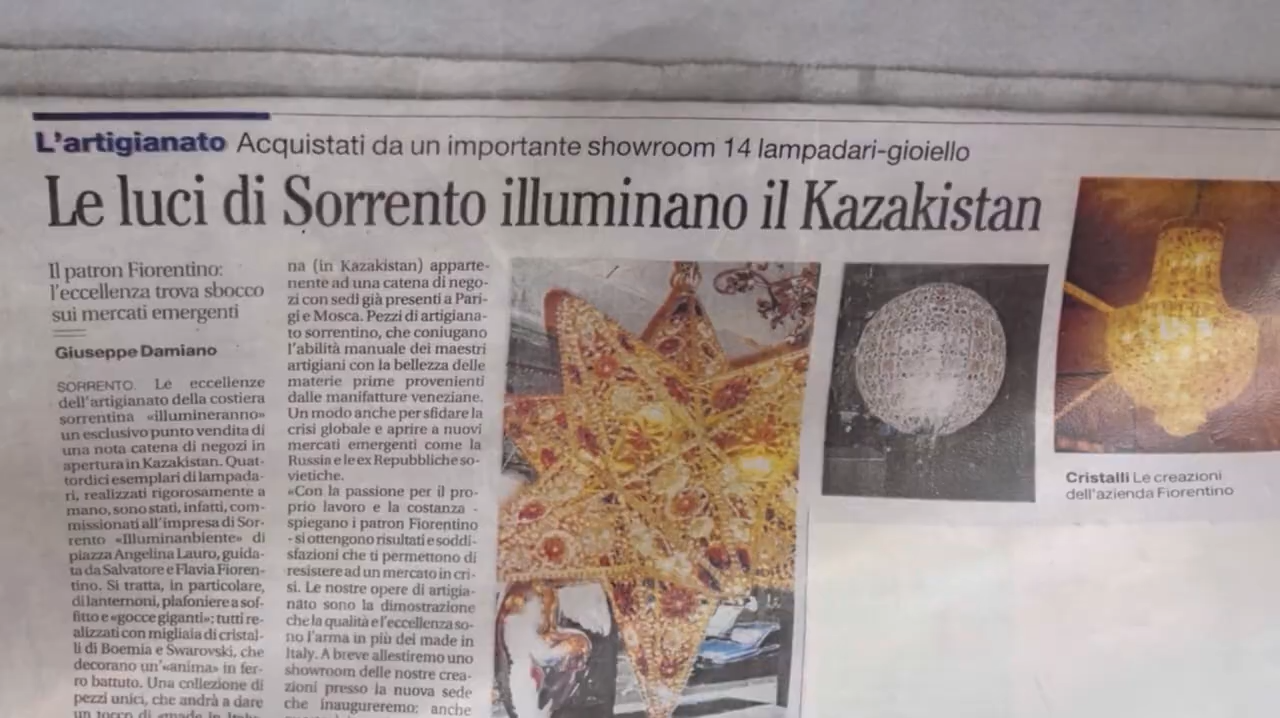 L'artigianato Acquistati da un importante showroom 14 lampadari-gioiello
Le luci di Sorrento illuminano il Kazakistan
Il patron Fiorentino:
l'eccellenza trova sbocco
sui mercati emergenti
Giuseppe Damiano
SORRENTO. Le eccellenze
dell'artigianato della costiera
sorrentina «illumineranno»
un esclusivo punto vendita di
una nota catena di negozi in
apertura in Kazakistan. Quat-
tordici esemplari di lampada-
ri, realizzati rigorosamente a
mano, sono stati, infatti, com-
missionati all'impresa di Sor-
rento «Illuminanbiente» di
piazza Angelina Lauro, guida-
ta da Salvatore e Flavia Fioren-
tino. Si tratta, in particolare,
di lanternoni, plafoniere a sof-
fitto e «gocce giganti»: tutti re-
alizzati con migliaia di cristal-
li di Boemia e Swarovski, che
decorano un'«anima» in fer-
ro battuto. Una collezione di
pezzi unici, che andrà a dare
un tocco di «made in Italy
na (in Kazakistan) apparte-
nente ad una catena di nego-
zi con sedi già presenti a Pari-
gi e Mosca. Pezzi di artigiana-
to sorrentino, che coniugano
l'abilità manuale dei maestri
artigiani con la bellezza delle
materie prime provenienti
dalle manifatture veneziane.
Un modo anche per sfidare la
crisi globale e aprire a nuovi
mercati emergenti come la
Russia e le ex Repubbliche so-
vietiche.
«Con la passione per il pro-
prio lavoro e la costanza -
spiegano i patron Fiorentino
- si ottengono risultati e soddi-
sfazioni che ti permettono di
resistere ad un mercato in cri-
si. Le nostre opere di artigia-
nato sono la dimostrazione
che la qualità e l'eccellenza so-
no l'arma in più del made in
Italy. A breve allestiremo uno
showroom delle nostre crea-
zioni presso la nuova sede
che inaugureremo: anche
Cristalli Le creazioni
dell'azienda Fiorentino